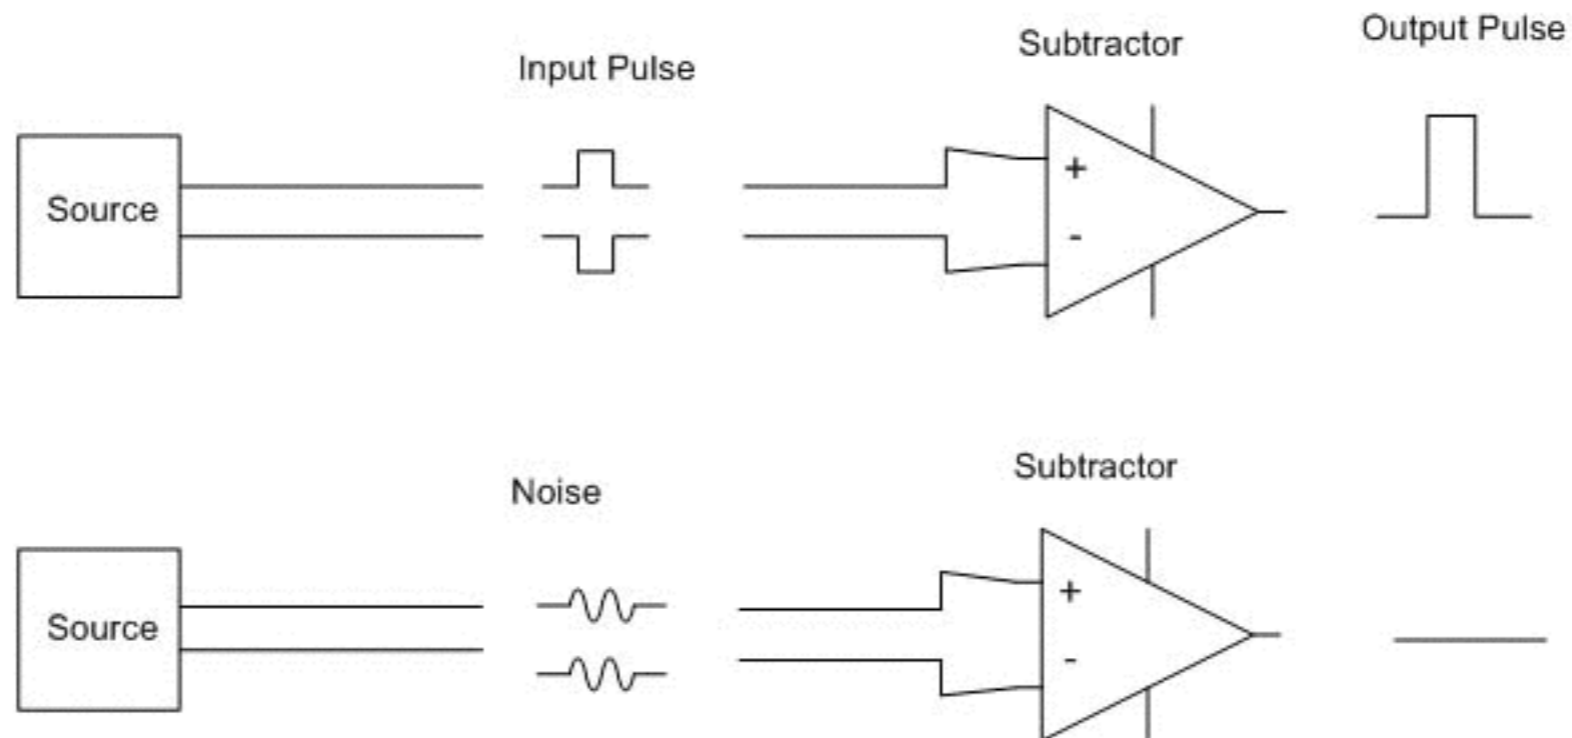 Output Pulse
Subtractor
Input Pulse
+
Source
-
Subtractor
Noise
+
Source
-